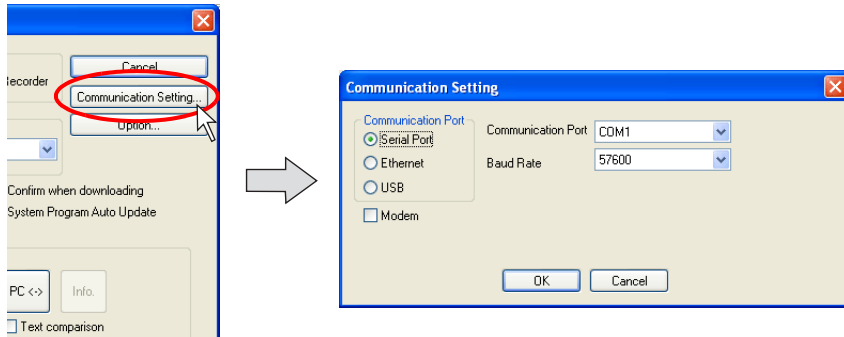 Recorder
Cancel
Communication Setting...
Option...
Confirm when downloading
System Program Auto Update
PC <->
Info.
Text comparison
Communication Setting
Communication Port
Serial Port
Ethernet
USB
Modem
Communication Port COM1
Baud Rate 57600
OK
Cancel